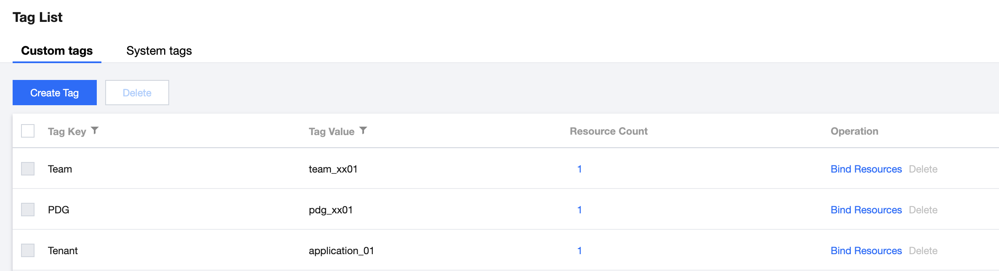 Tag List
Custom tags System tags
Create Tag Delete
Tag Key Tag Value Resource Count Operation
Team team_xx01 1 Bind Resources Delete
PDG pdg_xx01 1 Bind Resources Delete
Tenant application_01 1 Bind Resources Delete